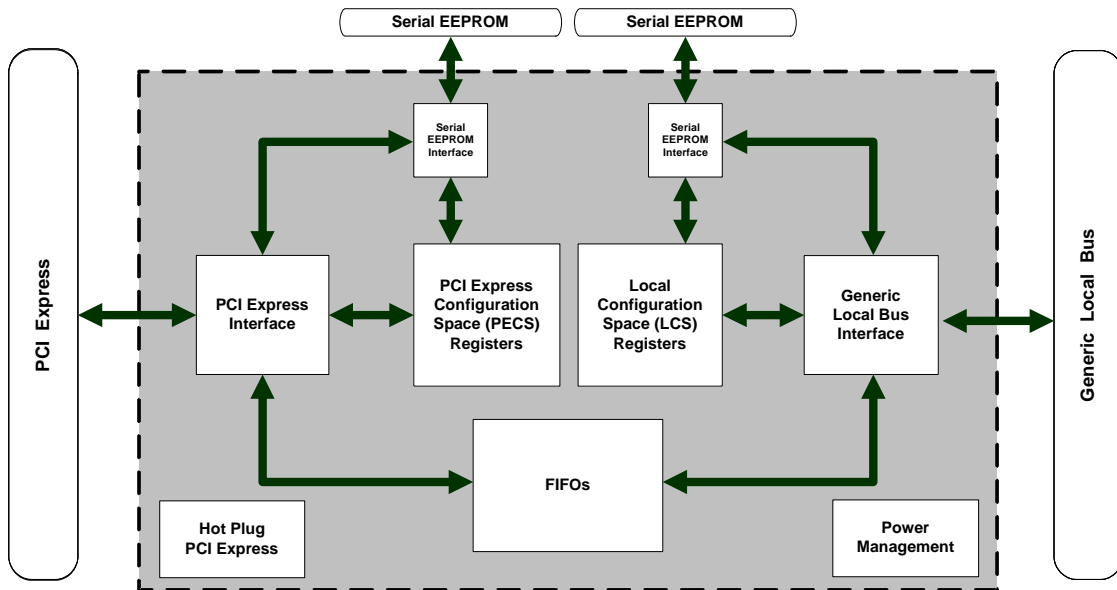 Serial EEPROM
Serial EEPROM
PCI Express
Generic Local Bus
Serial
EEPROM
Interface
Serial
EEPROM
Interface
PCI Express
Interface
PCI Express
Configuration
Space (PECS)
Registers
Local
Configuration
Space (LCS)
Registers
Generic
Local Bus
Interface
FIFOs
Hot Plug
PCI Express
Power
Management